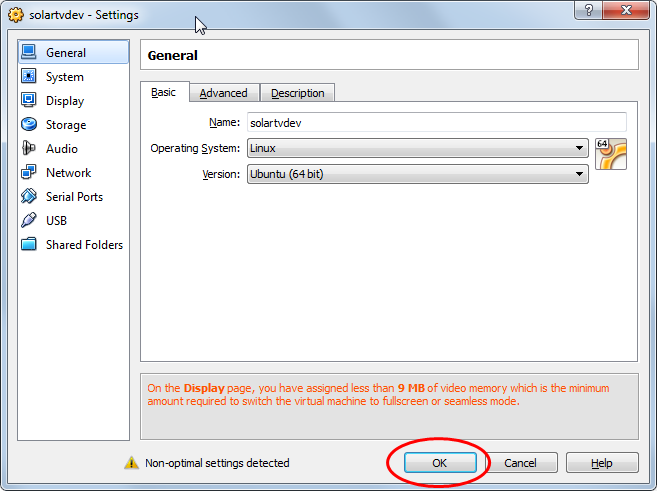 solartvdev - Settings
General
System
Display
Storage
Audio
Network
Serial Ports
USB
Shared Folders
General
Basic
Advanced
Description
Name: solartvdev
Operating System: Linux
64
Version: Ubuntu (64 bit)
On the Display page, you have assigned less than 9 MB of video memory which is the minimum
amount required to switch the virtual machine to fullscreen or seamless mode.
Non-optimal settings detected
OK
Cancel
Help